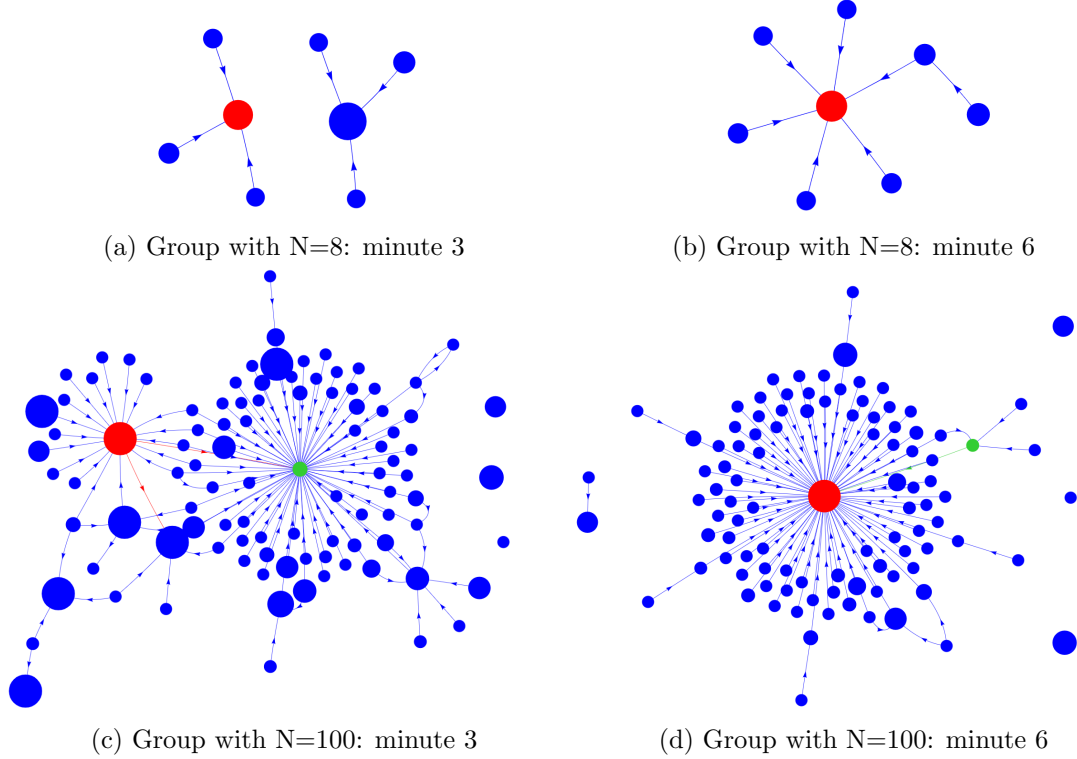 (a) Group with N=8: minute 3
(b) Group with N=8: minute 6
(c) Group with N=100: minute 3
(d) Group with N=100: minute 6